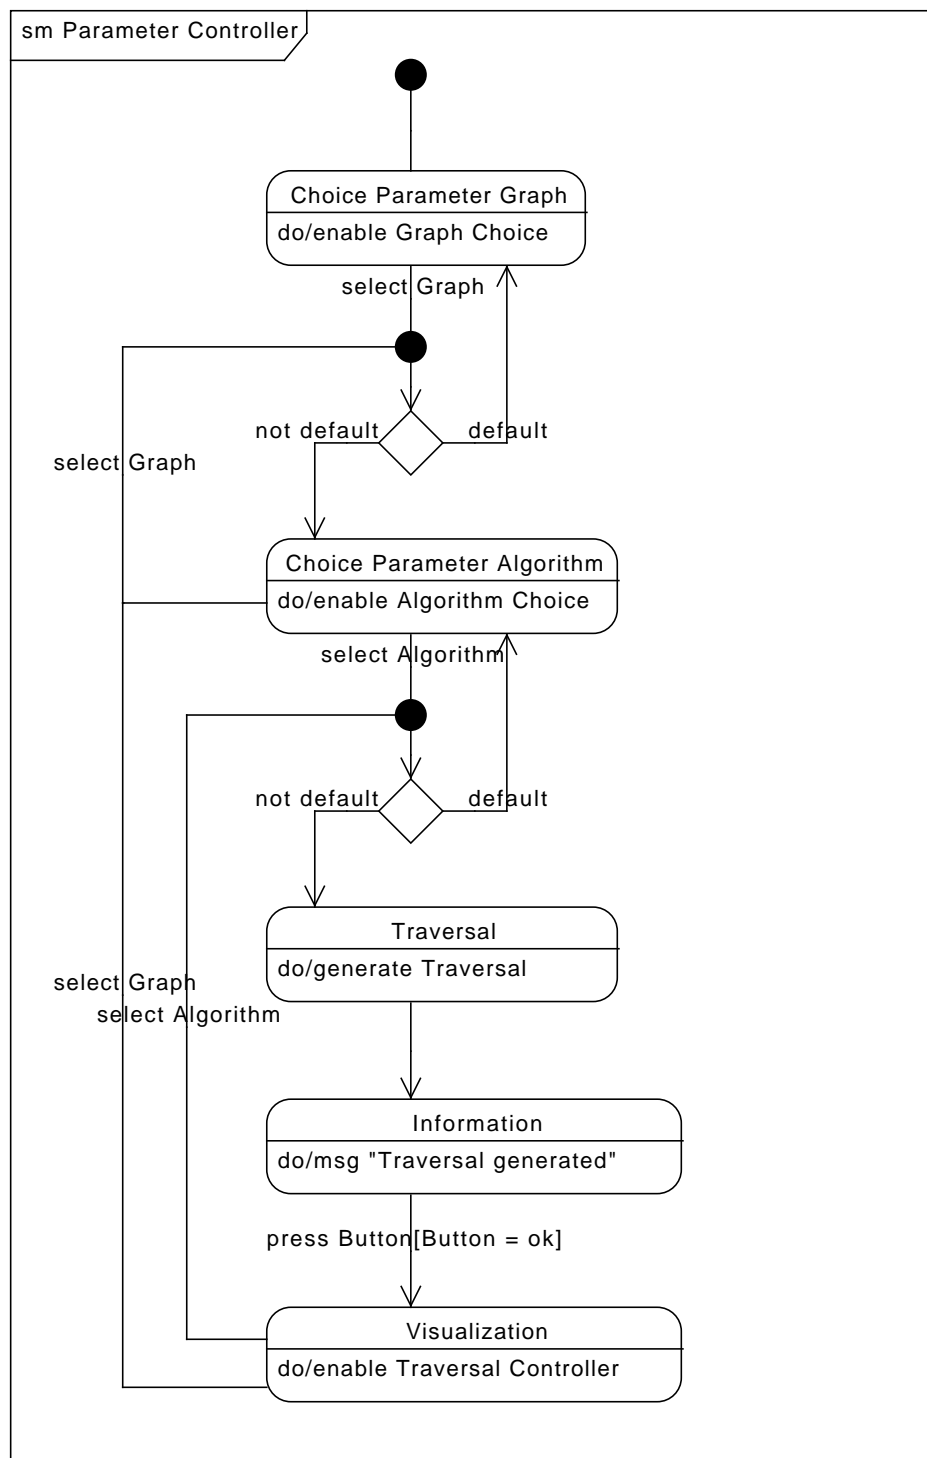 sm Parameter Controller
Choice Parameter Graph
do/enable Graph Choice
select Graph
not default
default
select Graph
Choice Parameter Algorithm
do/enable Algorithm Choice
select Algorithm
not default
default
Traversal
do/generate Traversal
select Graph
select Algorithm
Information
do/msg "Traversal generated"
press Button[Button = ok]
Visualization
do/enable Traversal Controller